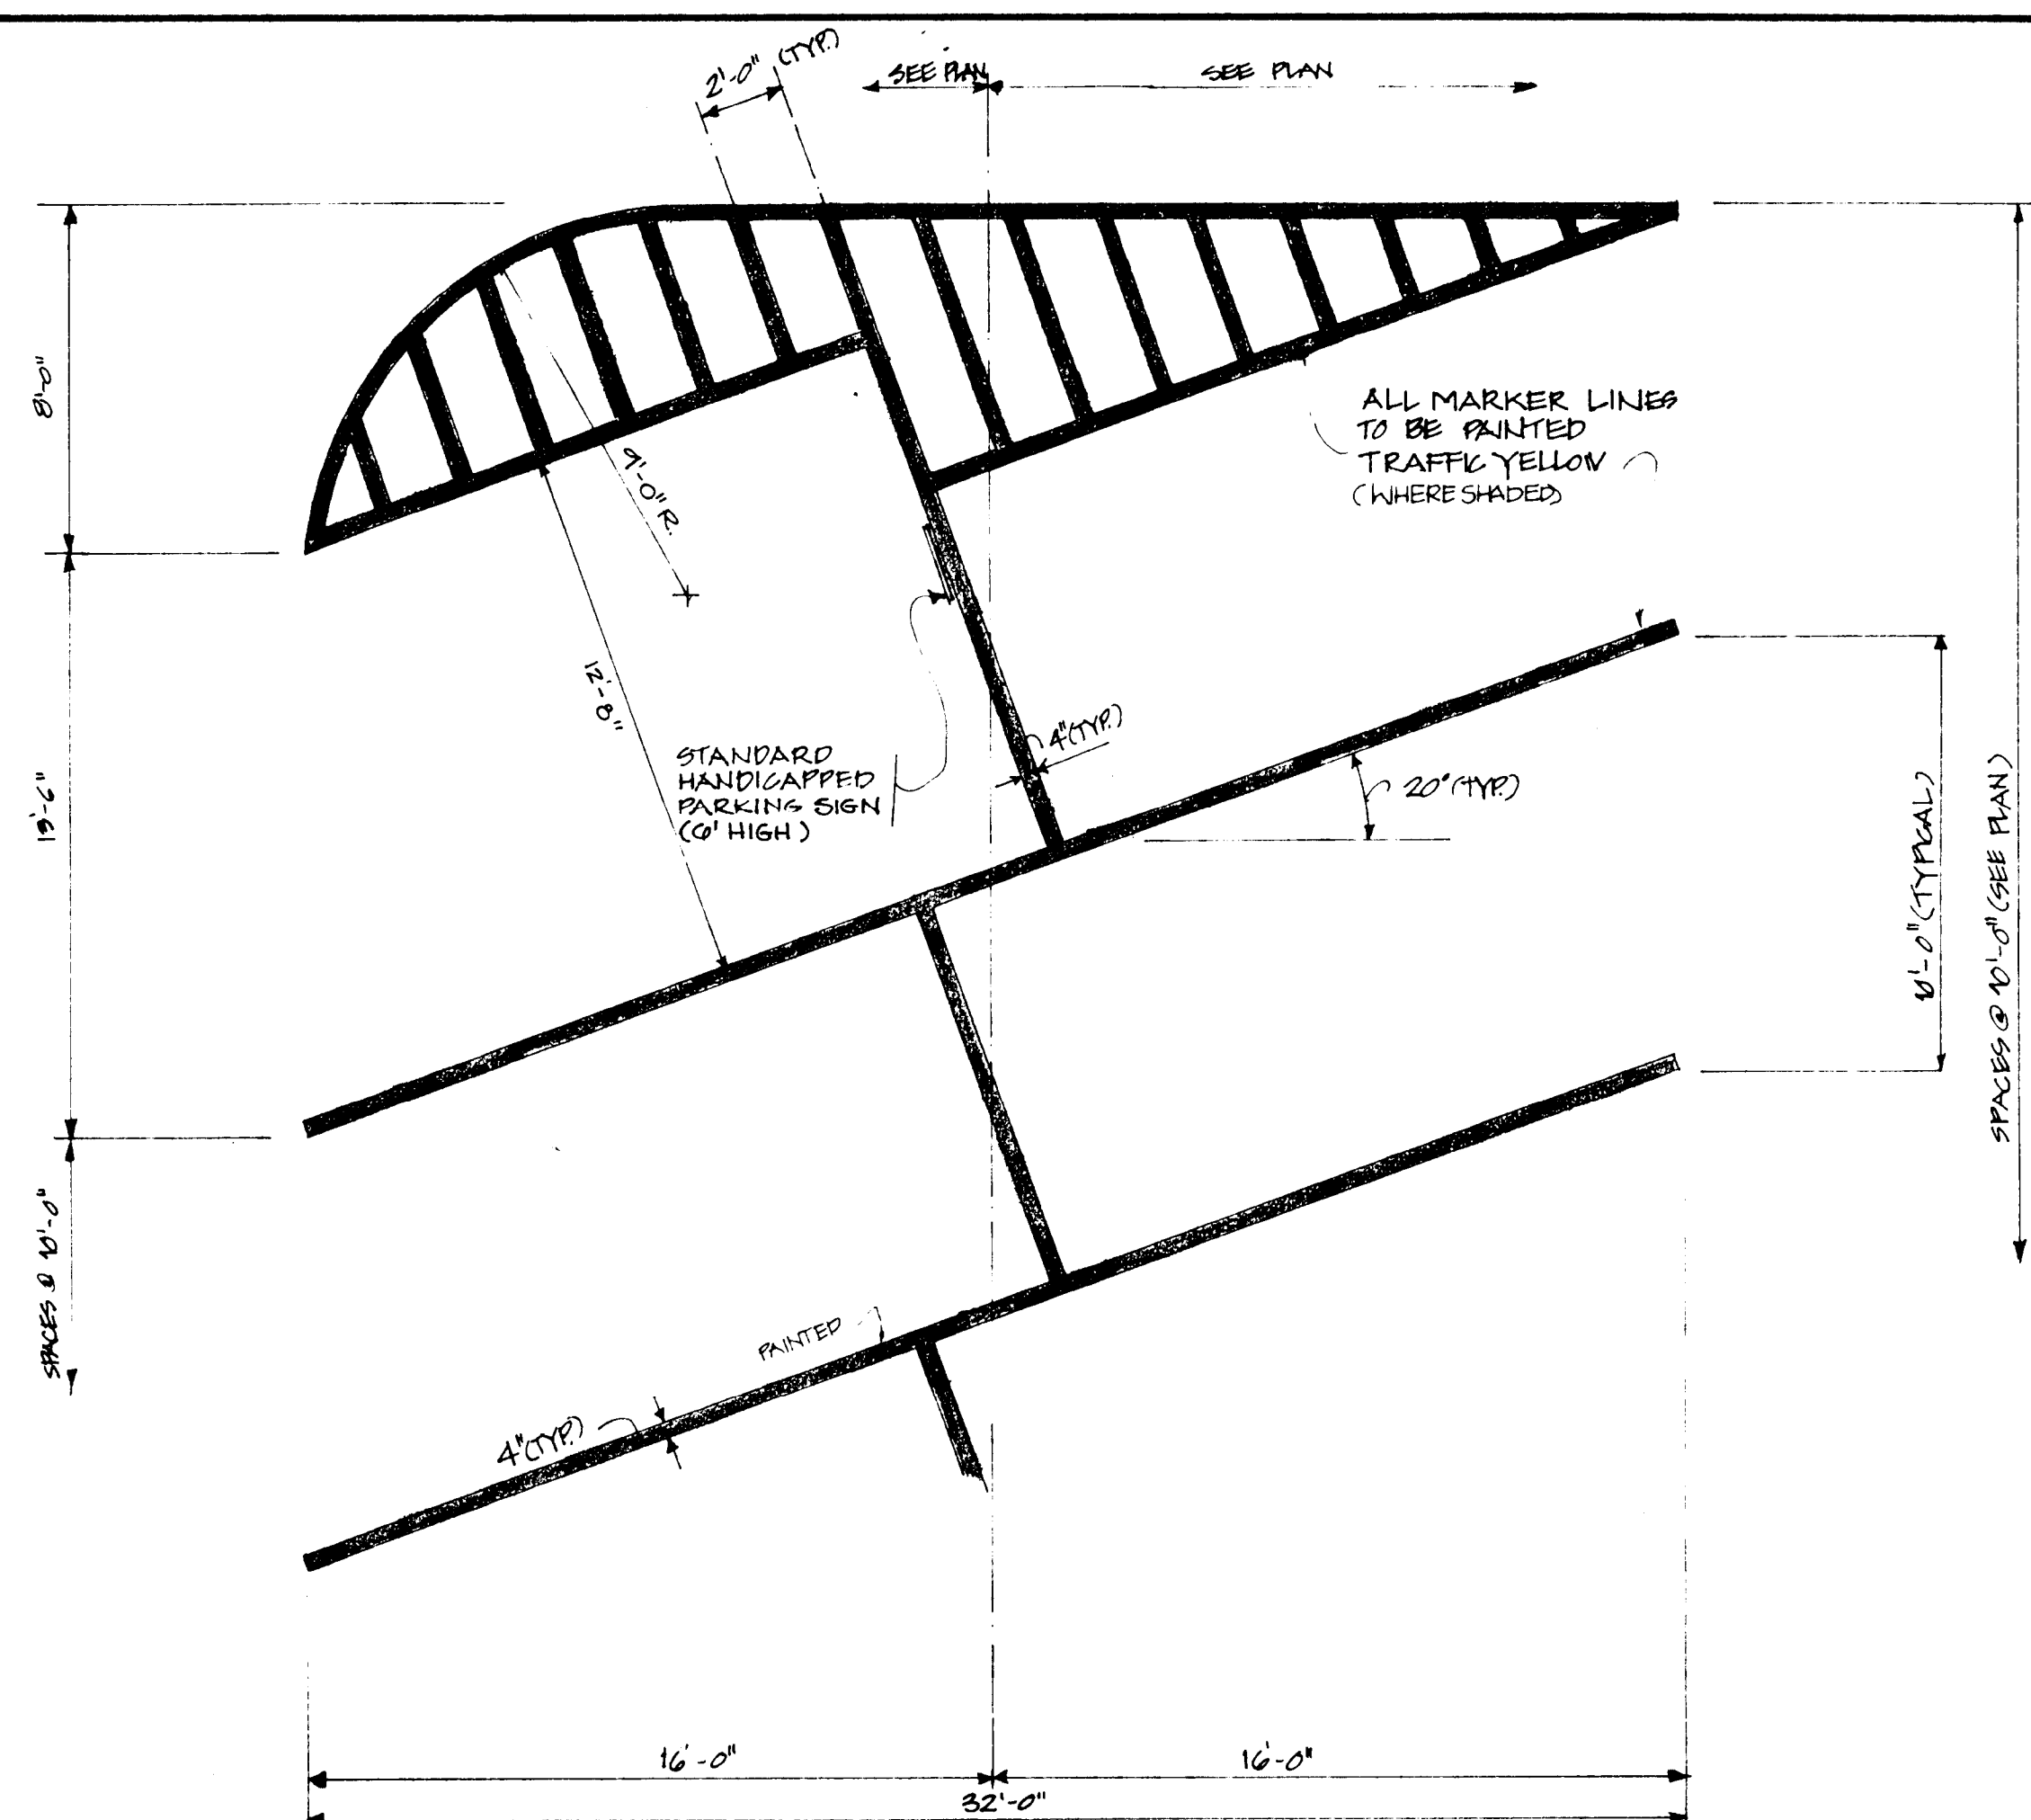 2'-0" (TYP.)
SEE PLAN
SEE PLAN
8'-0"
9'-0" R.
ALL MARKER LINES
TO BE PAINTED
TRAFFIC YELLOW
(WHERE SHADED)
12'-8"
4" (TYP.)
STANDARD
HANDICAPPED
PARKING SIGN
(6' HIGH)
20° (TYP.)
13'-6"
10'-0" (TYPICAL)
SPACES @ 10'-0" (SEE PLAN)
SPACES @ 10'-0"
PAINTED
4" (TYP.)
16'-0"
16'-0"
32'-0"